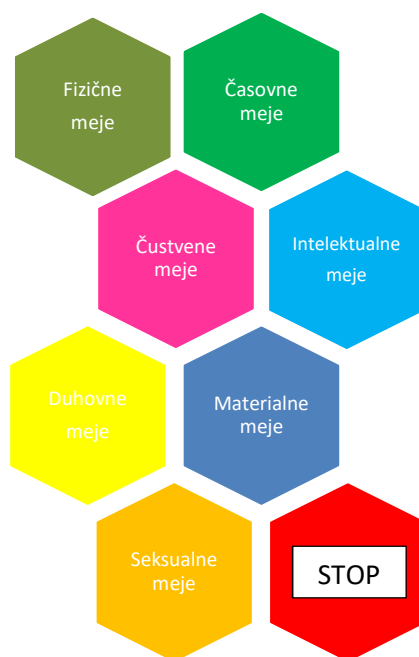 Fizične
meje
Časovne
meje
Čustvene
meje
Intelektualne
meje
Duhovne
meje
Materialne
meje
Seksualne
meje
STOP